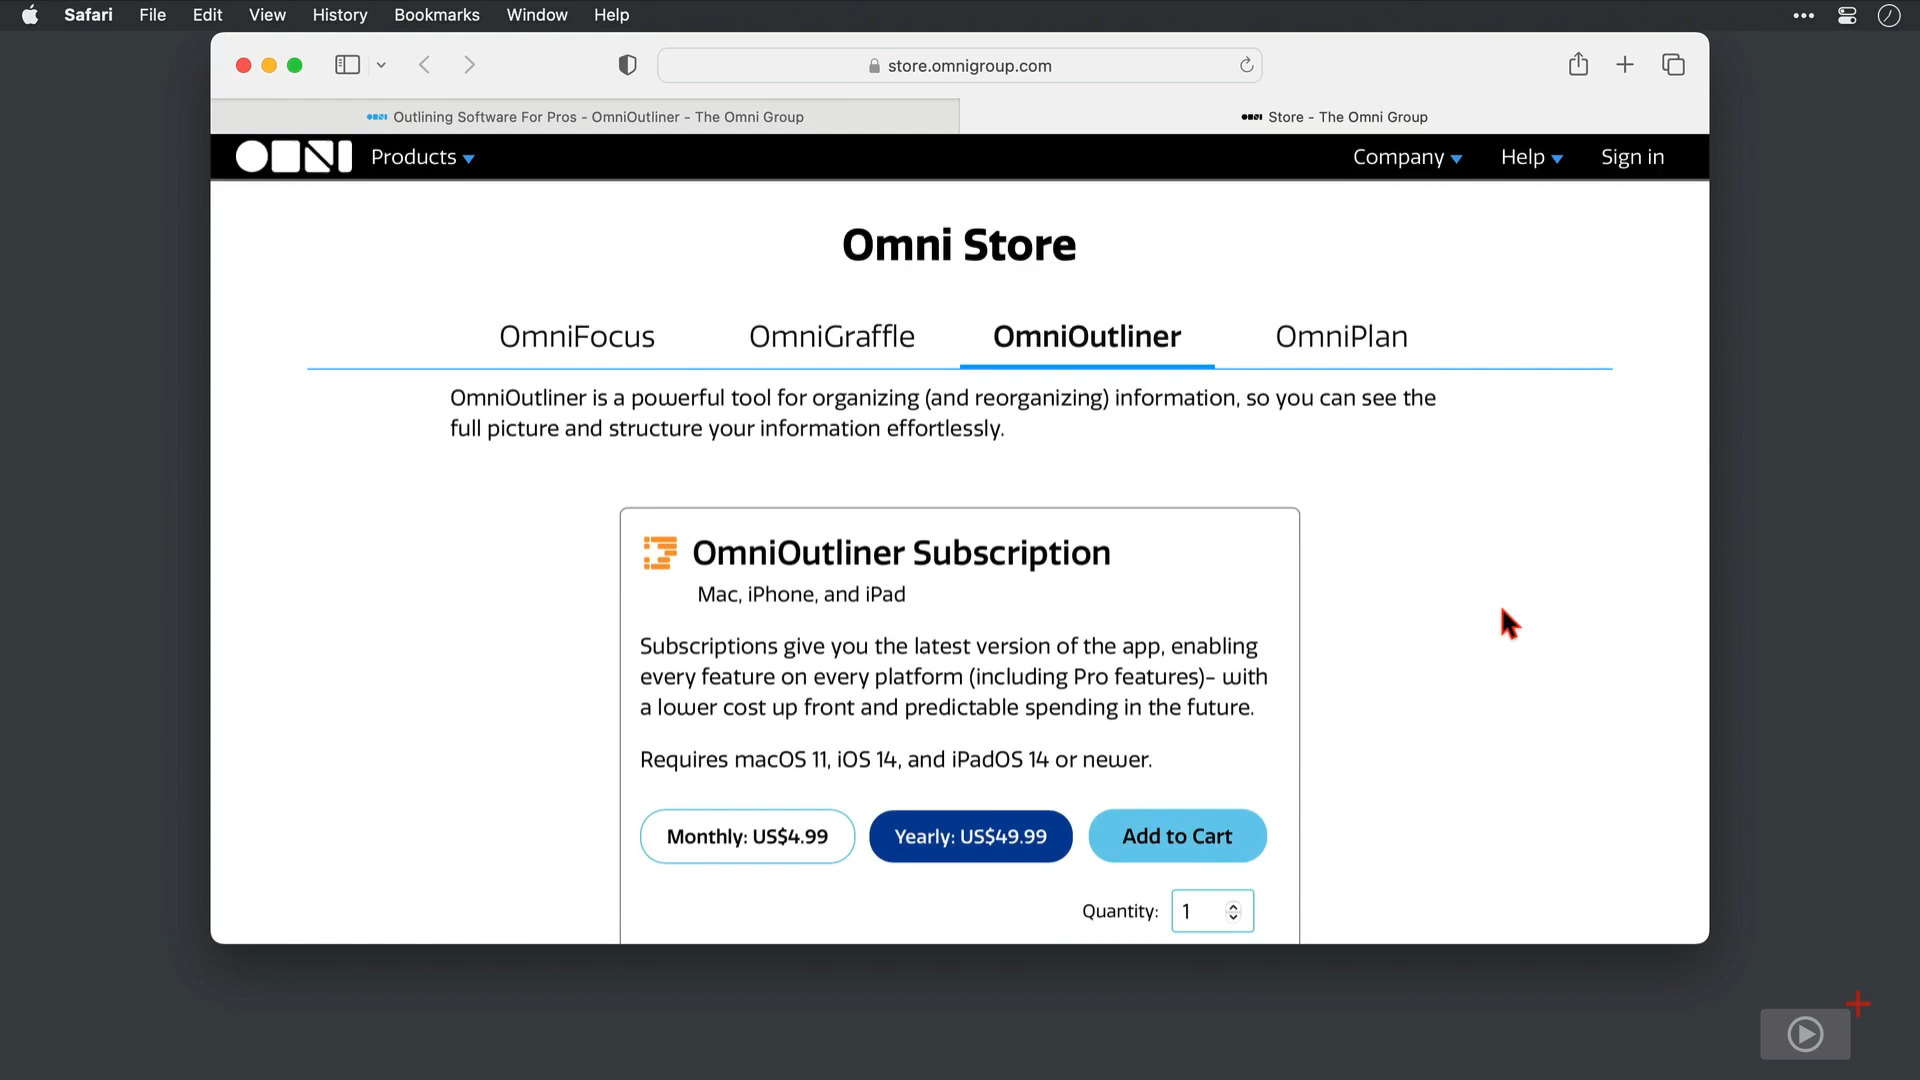 Safari File Edit View History Bookmarks Window Help
store.omnigroup.com
Outlining Software For Pros - OmniOutliner - The Omni Group
Store - The Omni Group
OMNI Products Company Help Sign in
Omni Store
OmniFocus OmniGraffle OmniOutliner OmniPlan
OmniOutliner is a powerful tool for organizing (and reorganizing) information, so you can see the
full picture and structure your information effortlessly.
OmniOutliner Subscription
Mac, iPhone, and iPad
Subscriptions give you the latest version of the app, enabling
every feature on every platform (including Pro features)- with
a lower cost up front and predictable spending in the future.
Requires macOS 11, iOS 14, and iPadOS 14 or newer.
Monthly: US$4.99 Yearly: US$49.99 Add to Cart
Quantity: 1